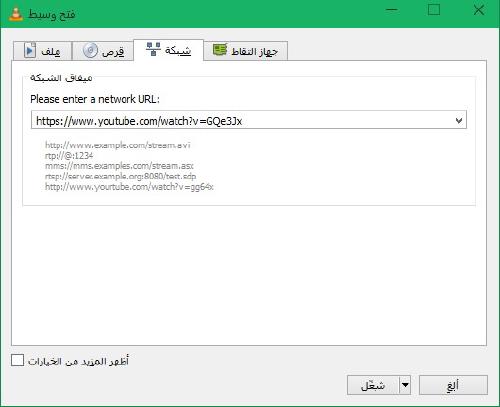 فتح وسيط
ملف قرص شبكة جهاز التقاط
ميفاق الشبكة
Please enter a network URL:
https://www.youtube.com/watch?v=GQe3Jx
http://www.example.com/stream.avi
rtp://@:1234
mms://mms.examples.com/stream.asx
rtsp://server.example.org:8080/test.sdp
http://www.yourtube.com/watch?v=gg64x
أظهر المزيد من الخيارات
شغّل ألغِ